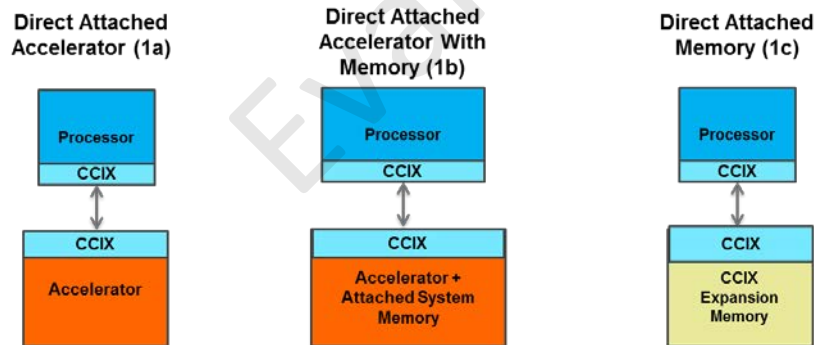 Direct Attached
Accelerator (1a)
Processor
CCIX
CCIX
Accelerator
Direct Attached
Accelerator With
Memory (1b)
Processor
CCIX
CCIX
Accelerator +
Attached System
Memory
Direct Attached
Memory (1c)
Processor
CCIX
CCIX
CCIX
Expansion
Memory